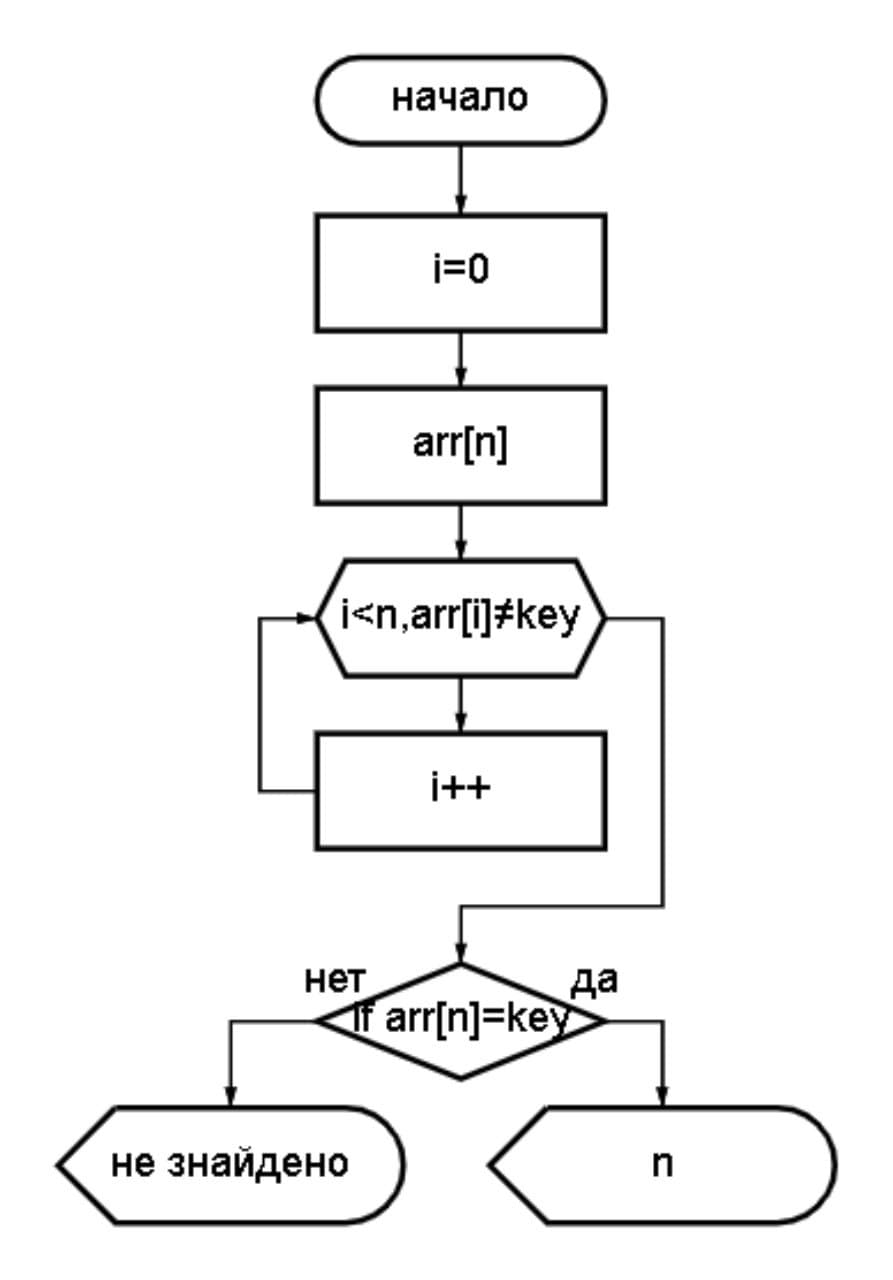 начало
i=0
arr[n]
i<n,arr[i]≠key
i++
нет
да
if arr[n]=key
не знайдено
n